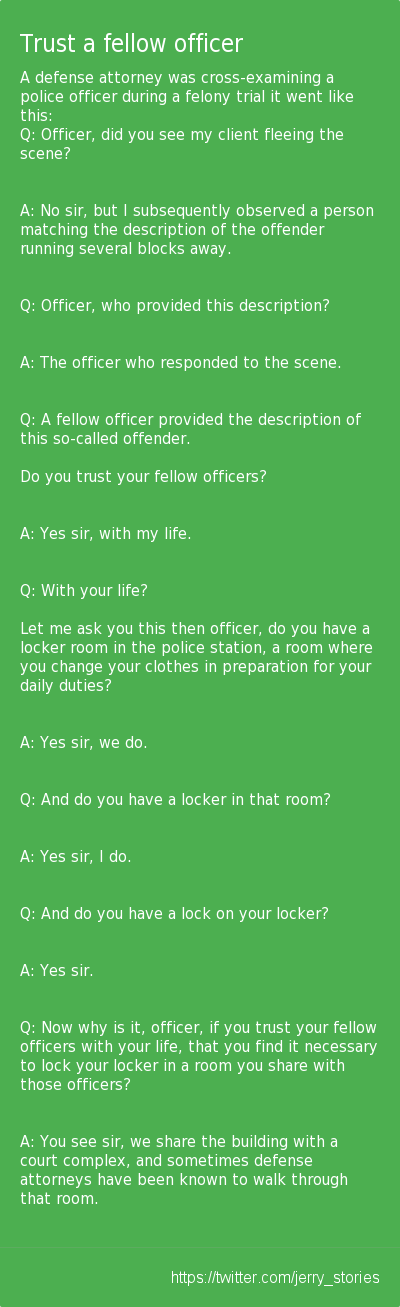 Trust a fellow officer
A defense attorney was cross-examining a
police officer during a felony trial it went like
this:
Q: Officer, did you see my client fleeing the
scene?
A: No sir, but I subsequently observed a person
matching the description of the offender
running several blocks away.
Q: Officer, who provided this description?
A: The officer who responded to the scene.
Q: A fellow officer provided the description of
this so-called offender.
Do you trust your fellow officers?
A: Yes sir, with my life.
Q: With your life?
Let me ask you this then officer, do you have a
locker room in the police station, a room where
you change your clothes in preparation for your
daily duties?
A: Yes sir, we do.
Q: And do you have a locker in that room?
A: Yes sir, I do.
Q: And do you have a lock on your locker?
A: Yes sir.
Q: Now why is it, officer, if you trust your fellow
officers with your life, that you find it necessary
to lock your locker in a room you share with
those officers?
A: You see sir, we share the building with a
court complex, and sometimes defense
attorneys have been known to walk through
that room.
https://twitter.com/jerry_stories